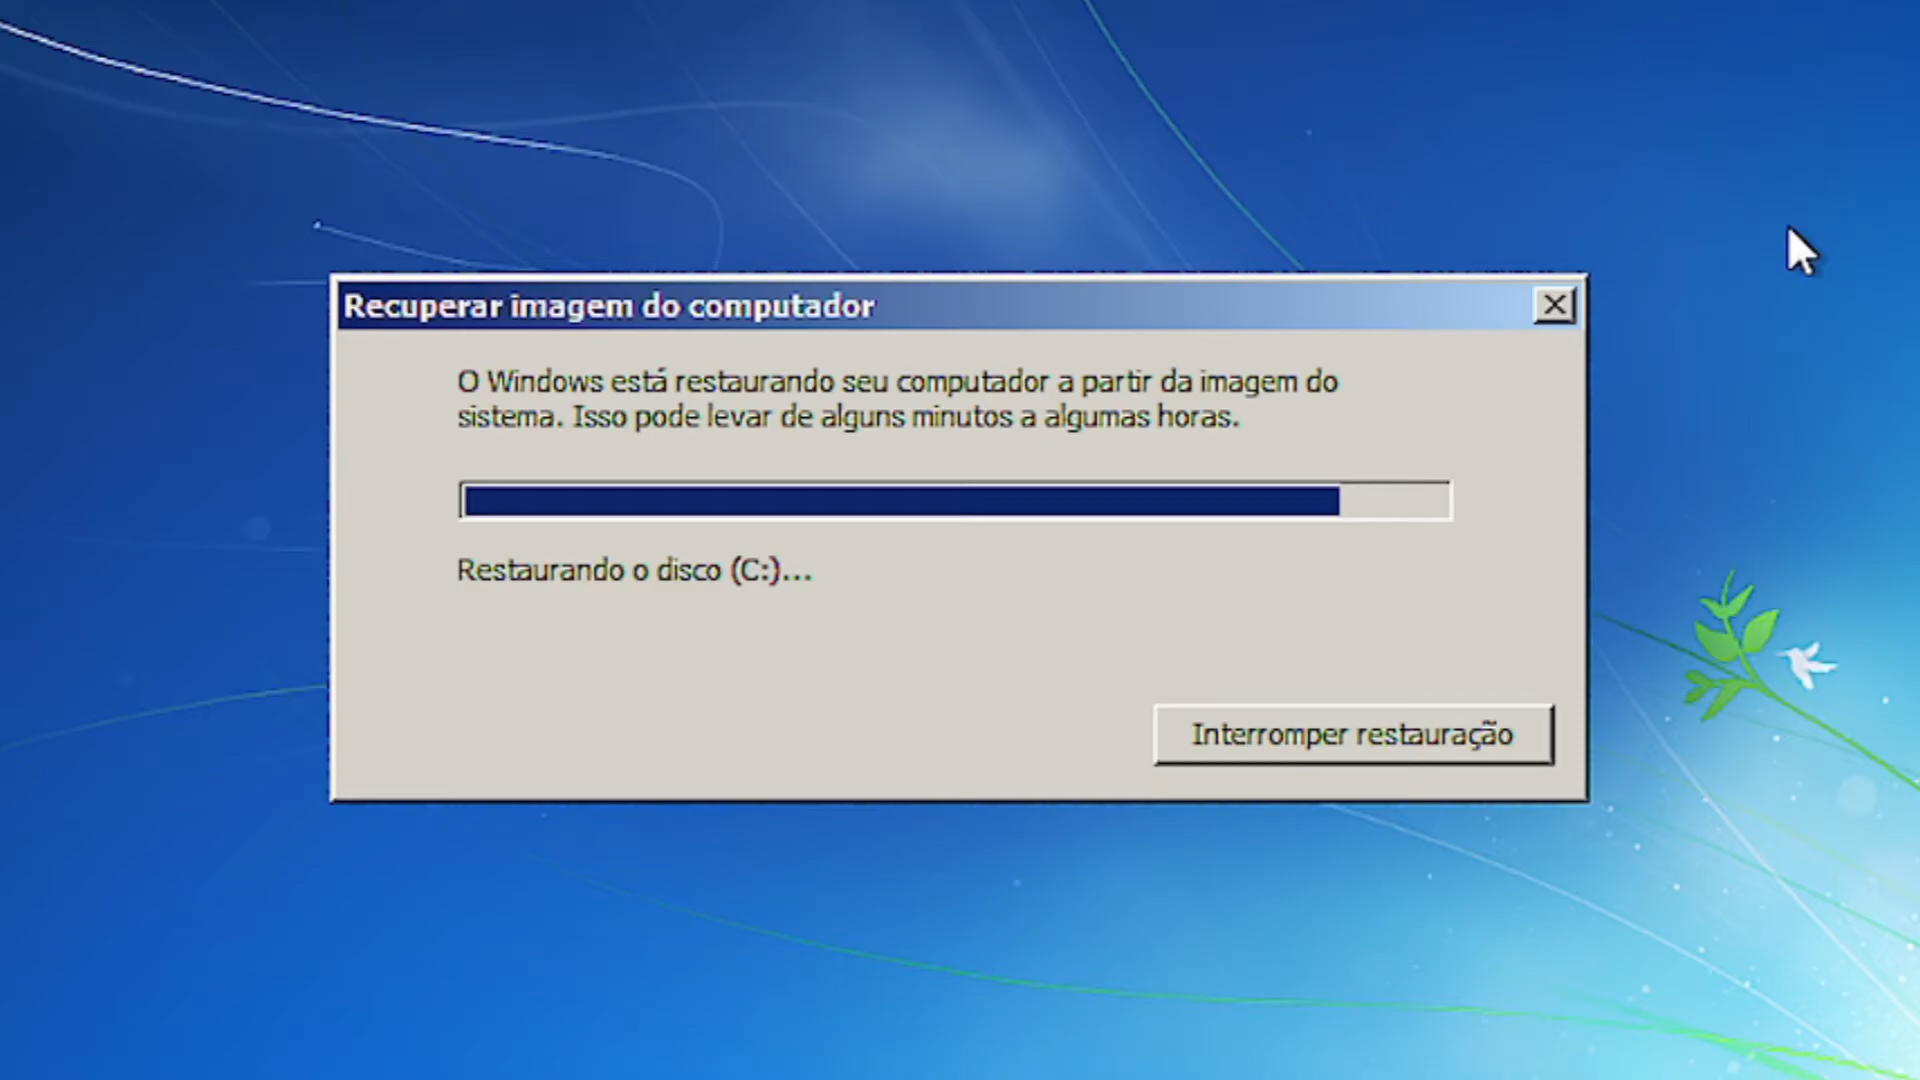 Recuperar imagem do computador
O Windows está restaurando seu computador a partir da imagem do
sistema. Isso pode levar de alguns minutos a algumas horas.
Restaurando o disco (C:)...
Interromper restauração